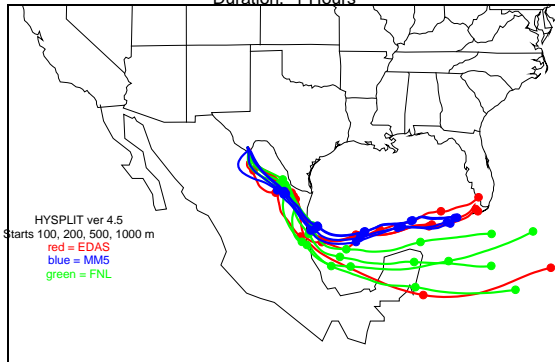 HYSPLIT ver 4.5
Starts 100, 200, 500, 1000 m
red = EDAS
blue = MM5
green = FNL